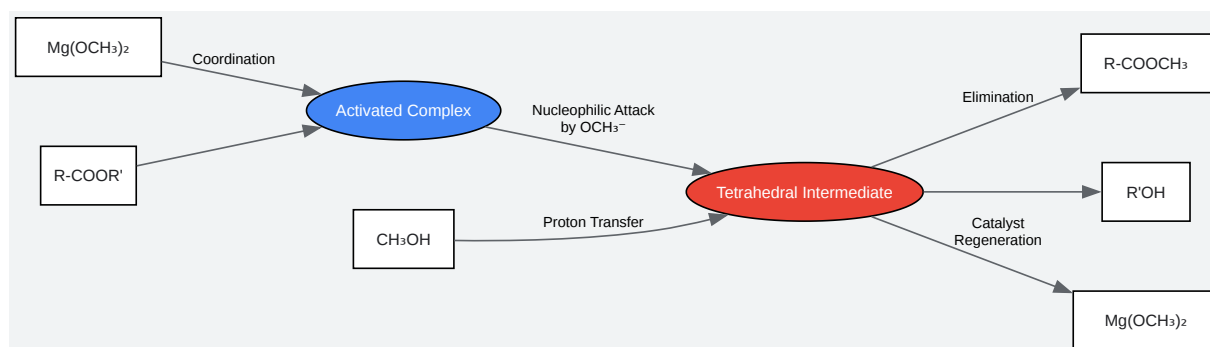 Mg(OCH₃)₂
Coordination
R-COOR'
Activated Complex
Nucleophilic Attack
by OCH₃⁻
CH₃OH
Proton Transfer
Tetrahedral Intermediate
Elimination
R-COOCH₃
R'OH
Catalyst
Regeneration
Mg(OCH₃)₂